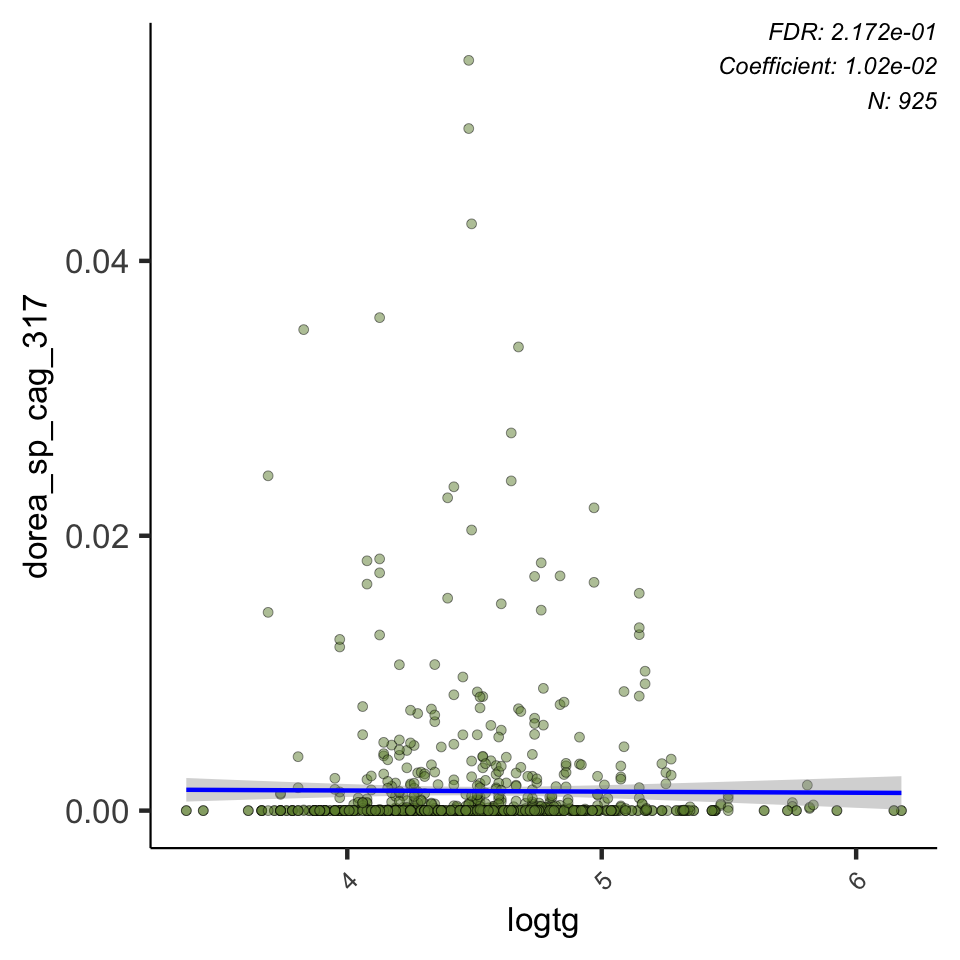 FDR: 2.172e-01
Coefficient: 1.02e-02
N: 925
dorea_sp_cag_317
0.04
0.02
0.00
4
5
6
logtg